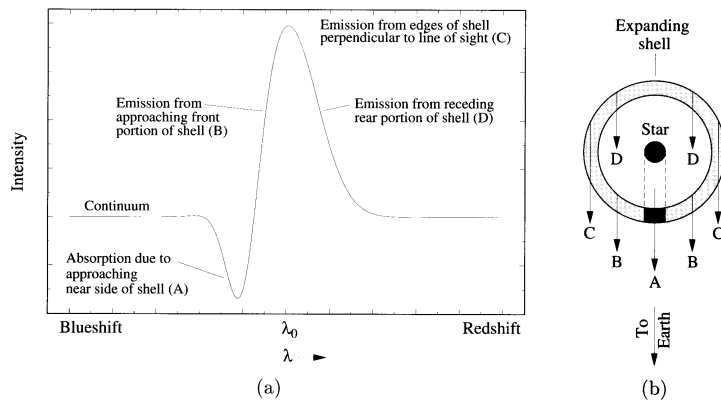 Emission from edges of shell
perpendicular to line of sight (C)
Emission from
approaching front
portion of shell (B)
Emission from receding
rear portion of shell (D)
Intensity
Continuum
Absorption due to
approaching
near side of shell (A)
Blueshift
λ0
Redshift
λ
(a)
Expanding
shell
Star
D
D
C
C
B
B
A
To
Earth
(b)